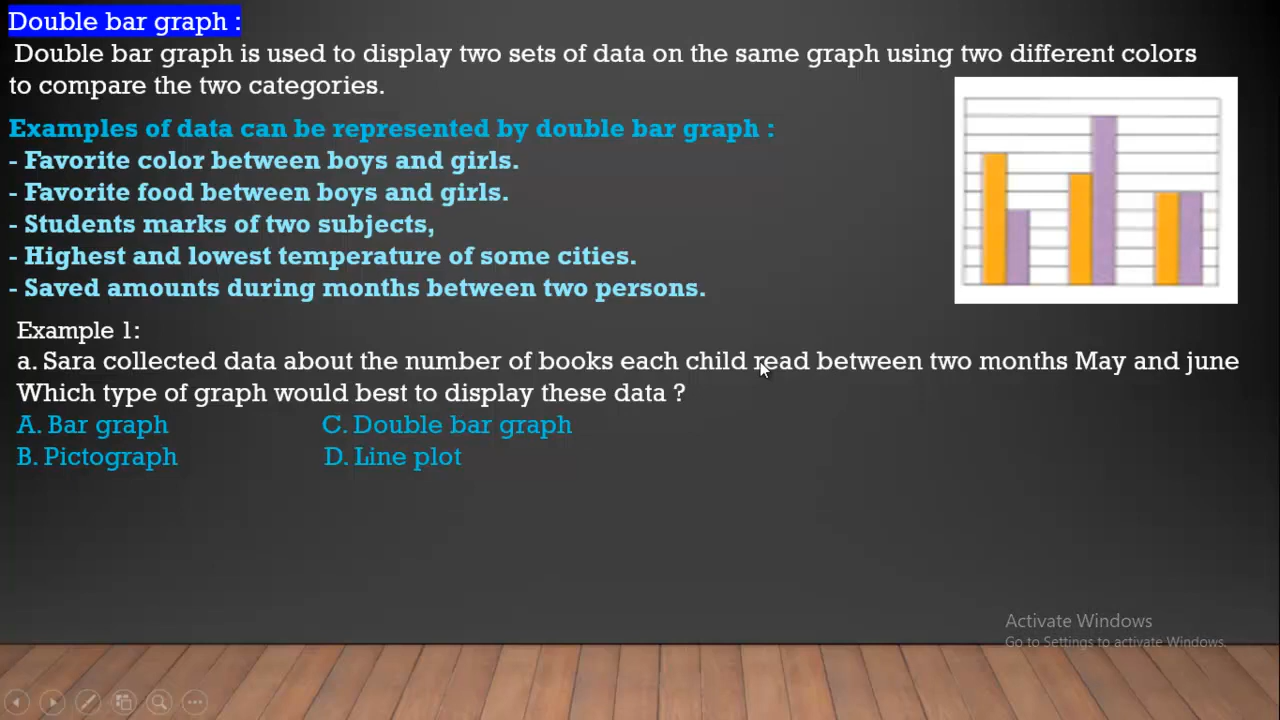 Double bar graph :
Double bar graph is used to display two sets of data on the same graph using two different colors
to compare the two categories.
Examples of data can be represented by double bar graph :
- Favorite color between boys and girls.
- Favorite food between boys and girls.
- Students marks of two subjects,
- Highest and lowest temperature of some cities.
- Saved amounts during months between two persons.
Example 1:
a. Sara collected data about the number of books each child read between two months May and june
Which type of graph would best to display these data ?
A. Bar graph C. Double bar graph
B. Pictograph D. Line plot
Activate Windows
Go to Settings to activate Windows.